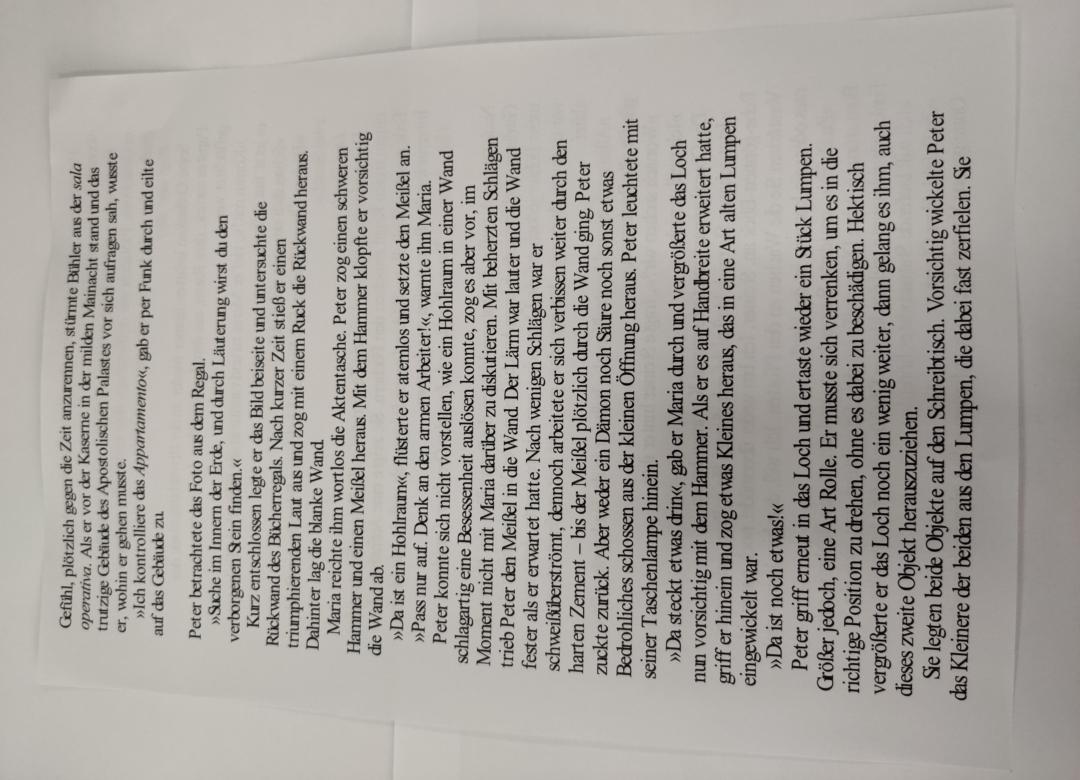 Gefühl, plötzlich gegen die Zeit anzurennen, stürmte Bühler aus der sala
operativa. Als er vor der Kaserne in der milden Mainacht stand und das
trutzige Gebäude des Apostolischen Palastes vor sich aufragen sah, wusste
er, wohin er gehen musste.
»Ich kontrolliere das Appartamento«, gab er per Funk durch und eilte
auf das Gebäude zu.
Peter betrachtete das Foto aus dem Regal.
»Suche im Innern der Erde, und durch Läuterung wirst du den
verborgenen Stein finden.«
Kurz entschlossen legte er das Bild beiseite und untersuchte die
Rückwand des Bücherregals. Nach kurzer Zeit stieß er einen
triumphierenden Laut aus und zog mit einem Ruck die Rückwand heraus.
Dahinter lag die blanke Wand.
Maria reichte ihm wortlos die Aktentasche. Peter zog einen schweren
Hammer und einen Meißel heraus. Mit dem Hammer klopfte er vorsichtig
die Wand ab.
»Da ist ein Hohlraum«, flüsterte er atemlos und setzte den Meißel an.
»Pass nur auf. Denk an den armen Arbeiter!«, warnte ihn Maria.
Peter konnte sich nicht vorstellen, wie ein Hohlraum in einer Wand
schlagartig eine Besessenheit auslösen konnte, zog es aber vor, im
Moment nicht mit Maria darüber zu diskutieren. Mit beherzten Schlägen
trieb Peter den Meißel in die Wand. Der Lärm war lauter und die Wand
fester als er erwartet hatte. Nach wenigen Schlägen war er
schweißüberströmt, dennoch arbeitete er sich verbissen weiter durch den
harten Zement – bis der Meißel plötzlich durch die Wand ging. Peter
zuckte zurück. Aber weder ein Dämon noch Säure noch sonst etwas
Bedrohliches schossen aus der kleinen Öffnung heraus. Peter leuchtete mit
seiner Taschenlampe hinein.
»Da steckt etwas drin«, gab er Maria durch und vergrößerte das Loch
nun vorsichtig mit dem Hammer. Als er es auf Handbreite erweitert hatte,
griff er hinein und zog etwas Kleines heraus, das in eine Art alten Lumpen
eingewickelt war.
»Da ist noch etwas!«
Peter griff erneut in das Loch und ertaste wieder ein Stück Lumpen.
Größer jedoch, eine Art Rolle. Er musste sich verrenken, um es in die
richtige Position zu drehen, ohne es dabei zu beschädigen. Hektisch
vergrößerte er das Loch noch ein wenig weiter, dann gelang es ihm, auch
dieses zweite Objekt herauszuziehen.
Sie legten beide Objekte auf den Schreibtisch. Vorsichtig wickelte Peter
das Kleinere der beiden aus den Lumpen, die dabei fast zerfielen. Sie